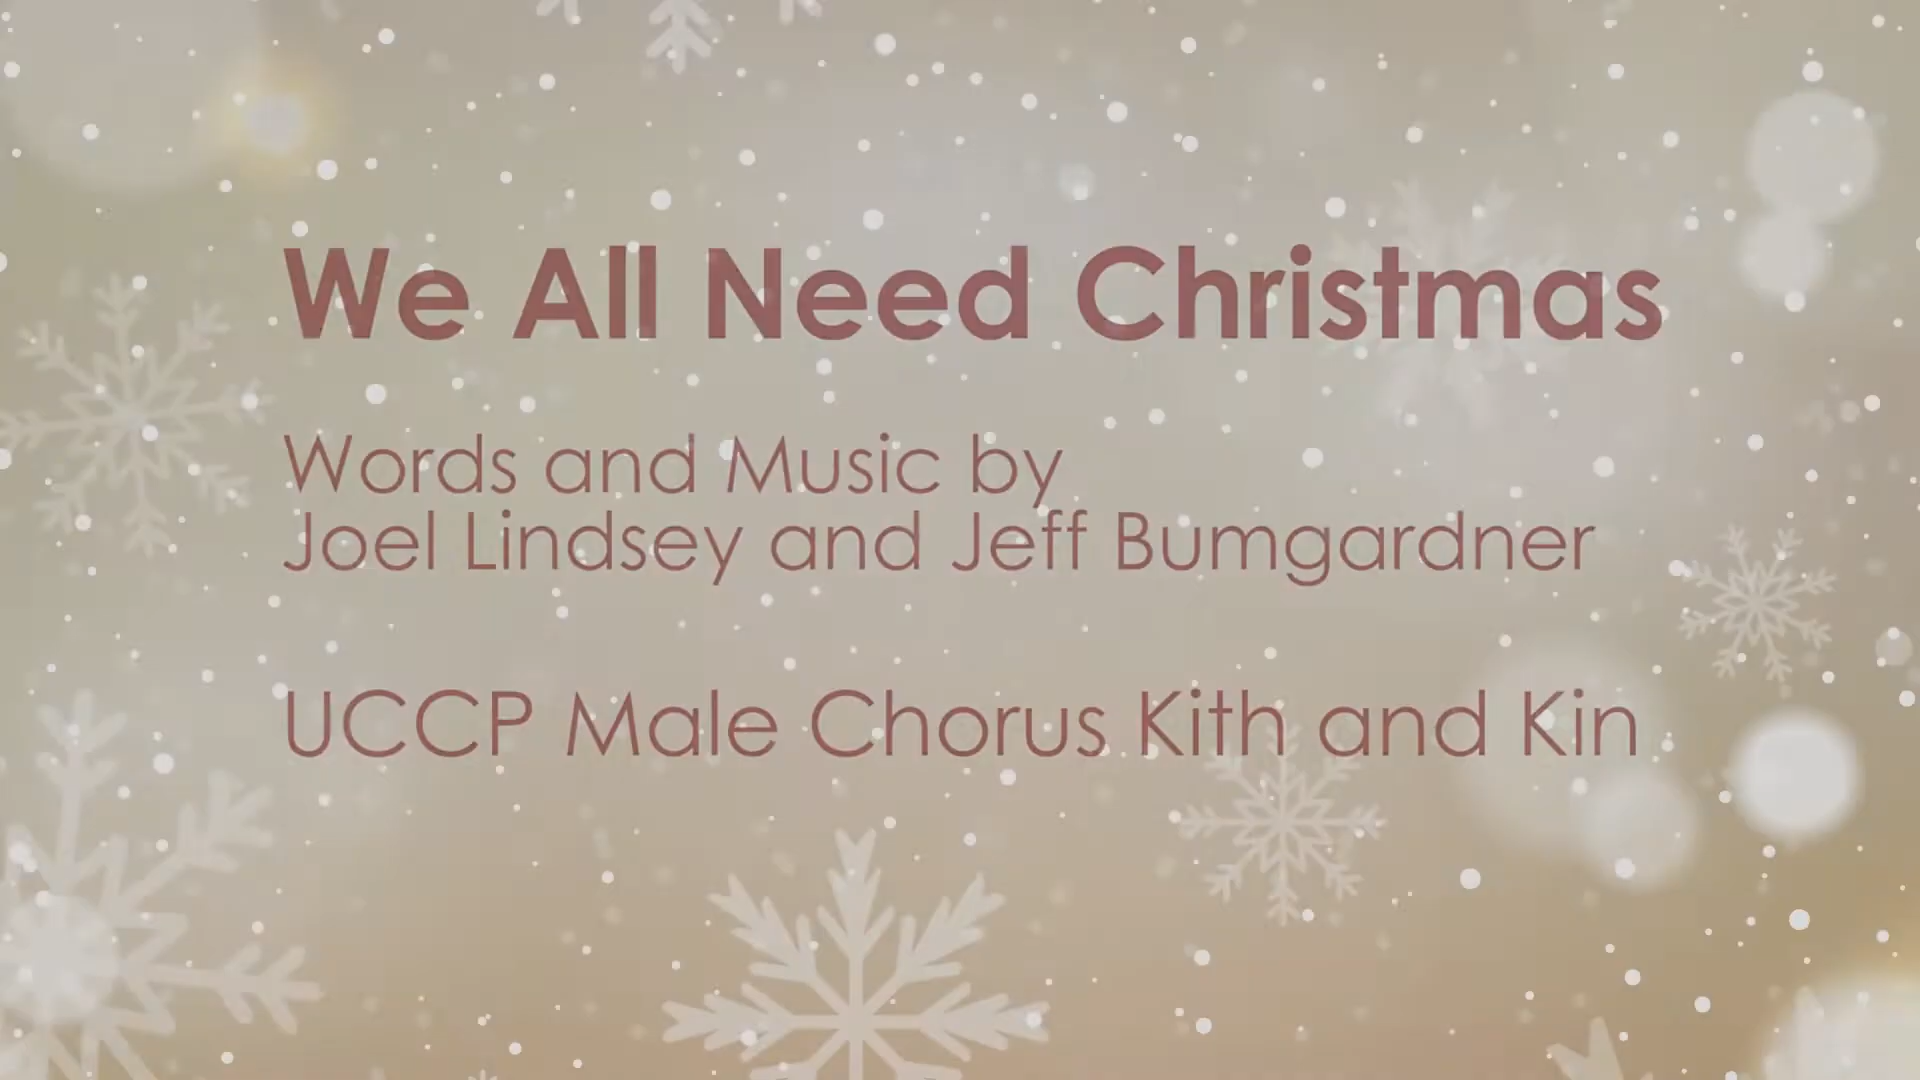 We All Need Christmas
Words and Music by
Joel Lindsey and Jeff Bumgardner
UCCP Male Chorus Kith and Kin